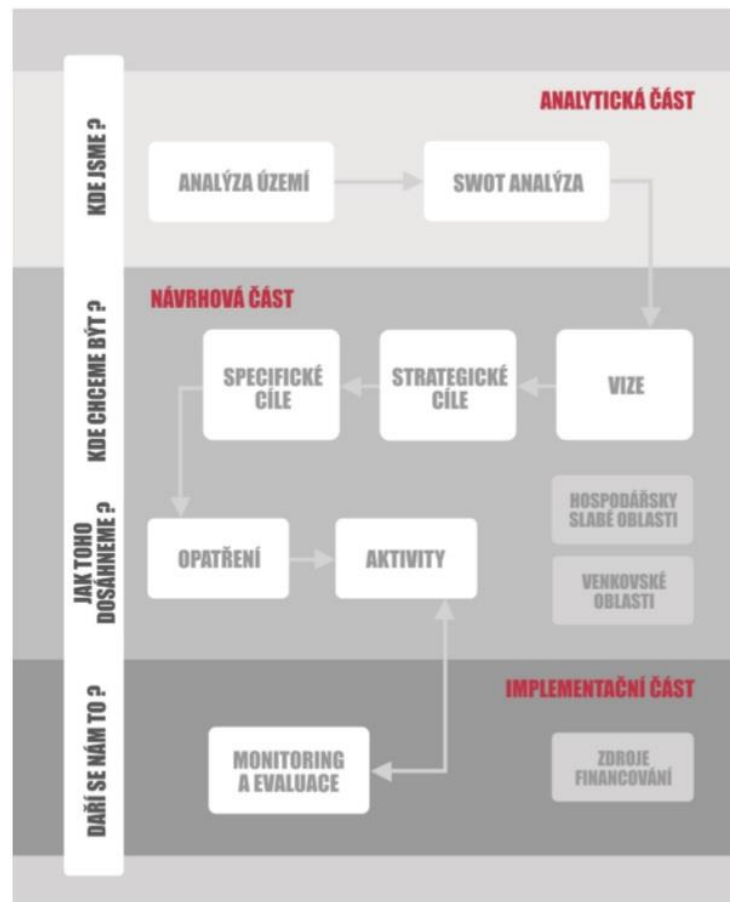 KDE JSME ?
ANALYTICKÁ ČÁST
ANALÝZA ÚZEMÍ
SWOT ANALÝZA
KDE CHCEME BÝT ?
NÁVRHOVÁ ČÁST
SPECIFICKÉ
CÍLE
STRATEGICKÉ
CÍLE
VIZE
JAK TOHO
DOSÁHNEME ?
OPATŘENÍ
AKTIVITY
HOSPODÁŘSKY
SLABÉ OBLASTI
VENKOVSKÉ
OBLASTI
DAŘÍ SE NÁM TO ?
IMPLEMENTAČNÍ ČÁST
MONITORING
A EVALUACE
ZDROJE
FINANCOVÁNÍ